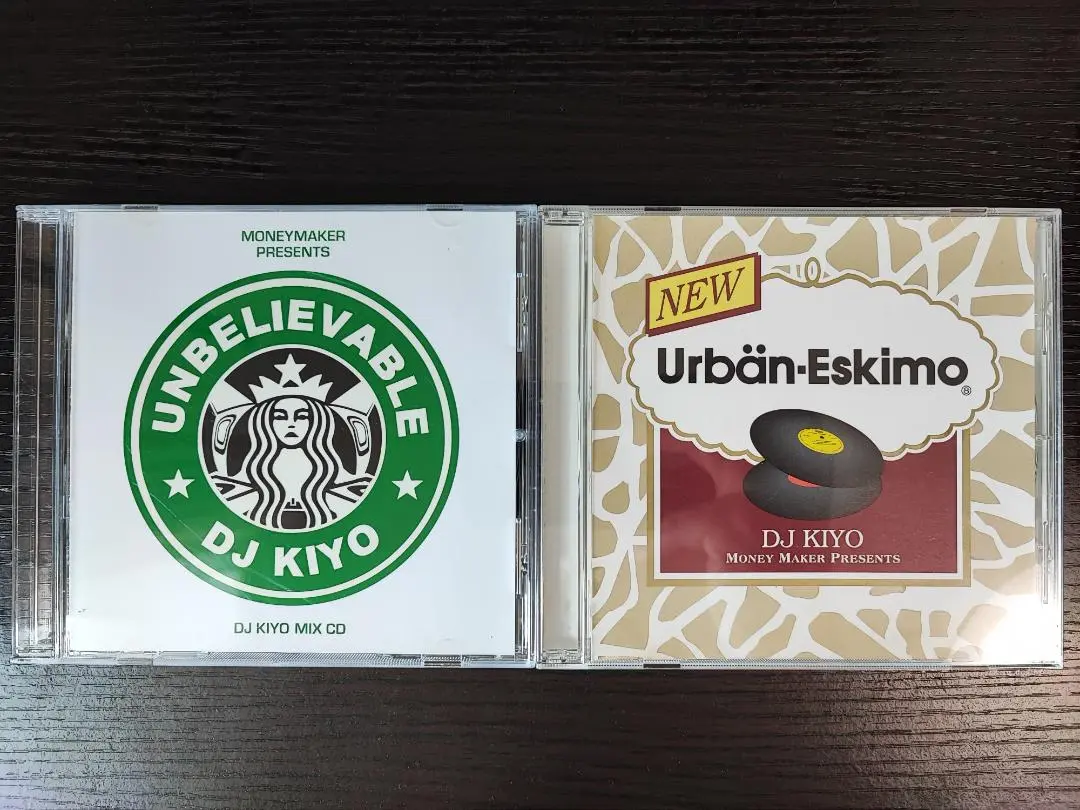 MONEYMAKER
PRESENTS
UNBELIEVABLE
DJ KIYO
DJ KIYO MIX CD
NEW
Urbän·Eskimo
DJ KIYO
MONEY MAKER PRESENTS